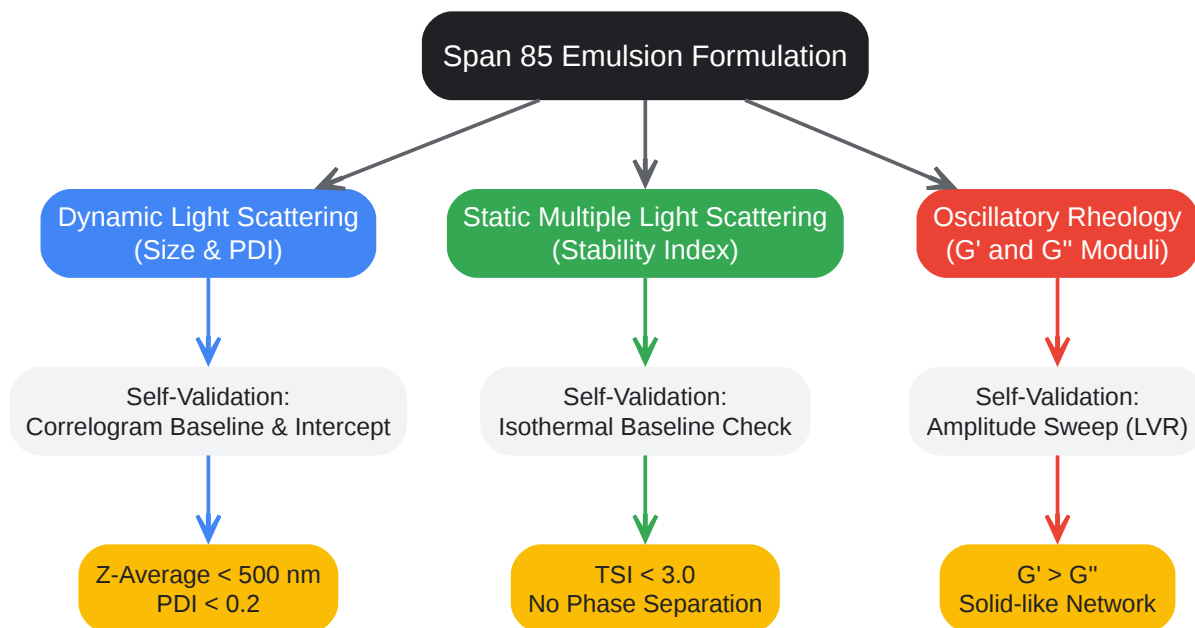 Span 85 Emulsion Formulation
Dynamic Light Scattering
(Size & PDI)
Static Multiple Light Scattering
(Stability Index)
Oscillatory Rheology
(G' and G'' Moduli)
Self-Validation:
Correlogram Baseline & Intercept
Self-Validation:
Isothermal Baseline Check
Self-Validation:
Amplitude Sweep (LVR)
Z-Average < 500 nm
PDI < 0.2
TSI < 3.0
No Phase Separation
G' > G''
Solid-like Network